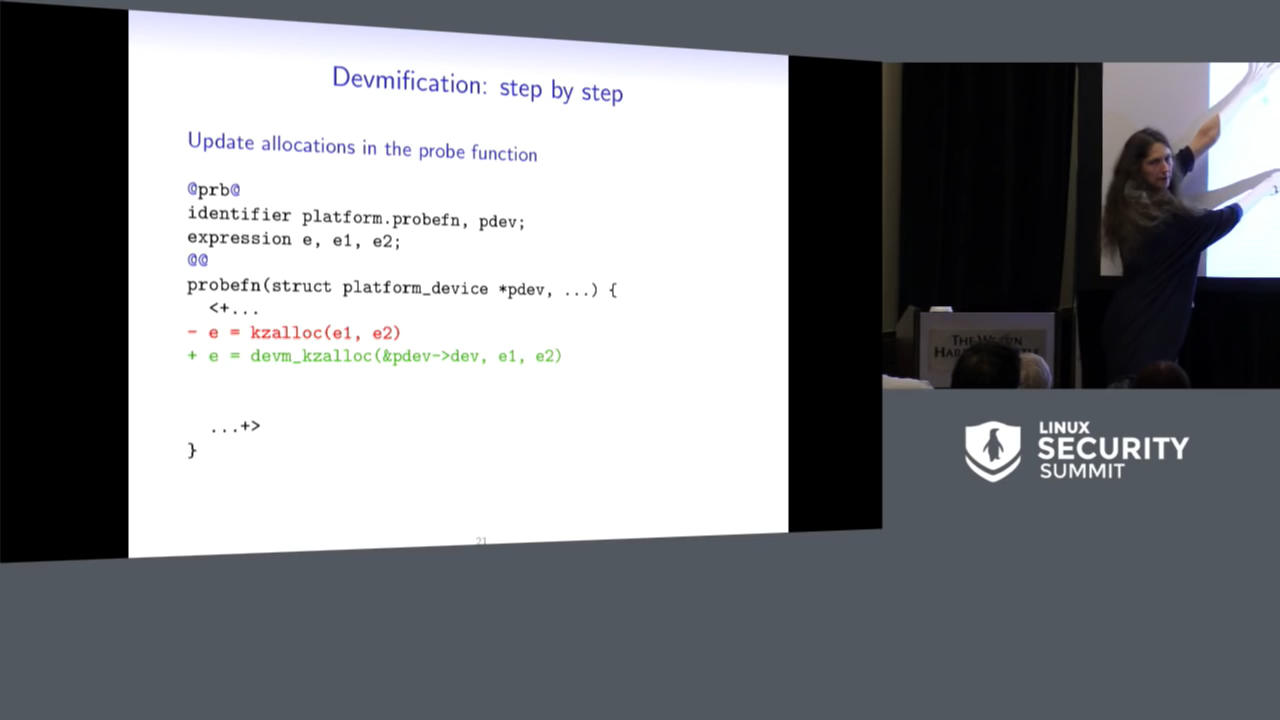 Devmification: step by step
Update allocations in the probe function
@prb@
identifier platform.probefn, pdev;
expression e, e1, e2;
@@
probefn(struct platform_device *pdev, ...) {
<+...
- e = kzalloc(e1, e2)
+ e = devm_kzalloc(&pdev->dev, e1, e2)
...+>
}
21
THE
LINUX
SECURITY
SUMMIT